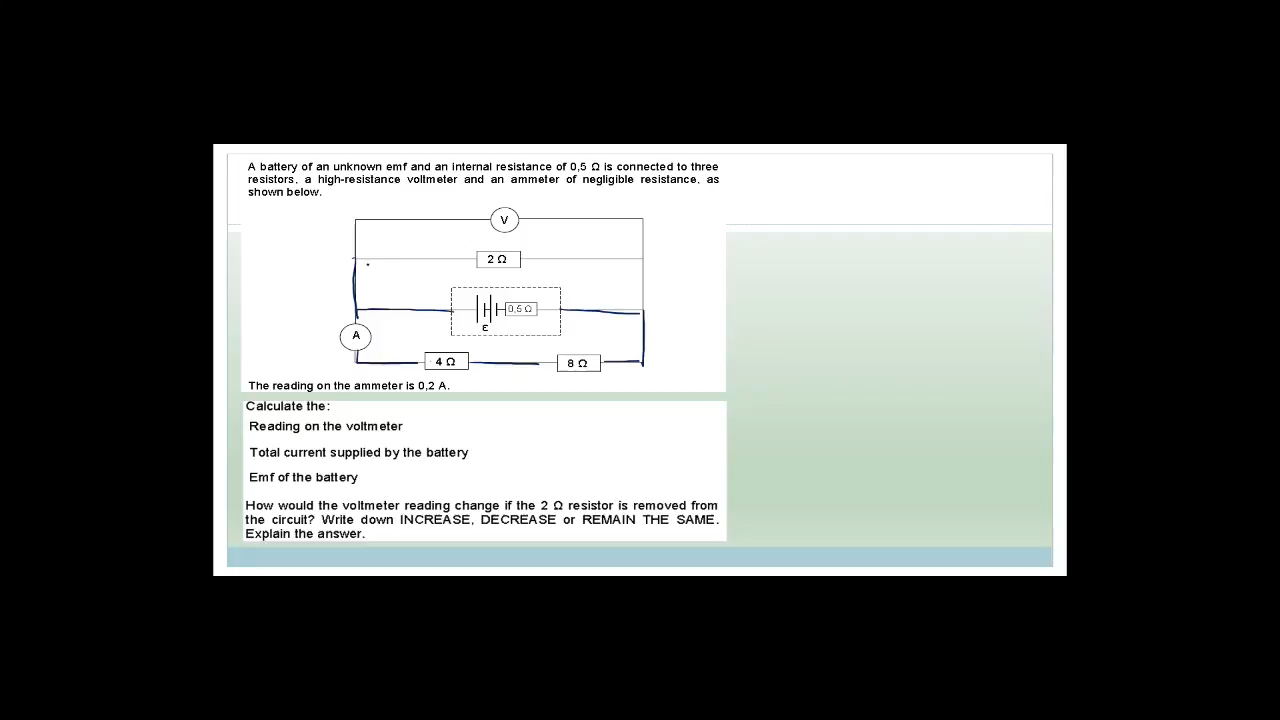 A battery of an unknown emf and an internal resistance of 0,5 Ω is connected to three
resistors, a high-resistance voltmeter and an ammeter of negligible resistance, as
shown below.
V
2 Ω
0,5 Ω
ε
A
4 Ω
8 Ω
The reading on the ammeter is 0,2 A.
Calculate the:
Reading on the voltmeter
Total current supplied by the battery
Emf of the battery
How would the voltmeter reading change if the 2 Ω resistor is removed from
the circuit? Write down INCREASE, DECREASE or REMAIN THE SAME.
Explain the answer.